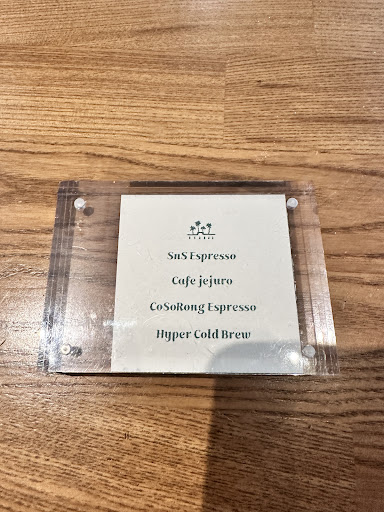 SnS Espresso
Cafe jejuro
CoSoRong Espresso
Hyper Cold Brew